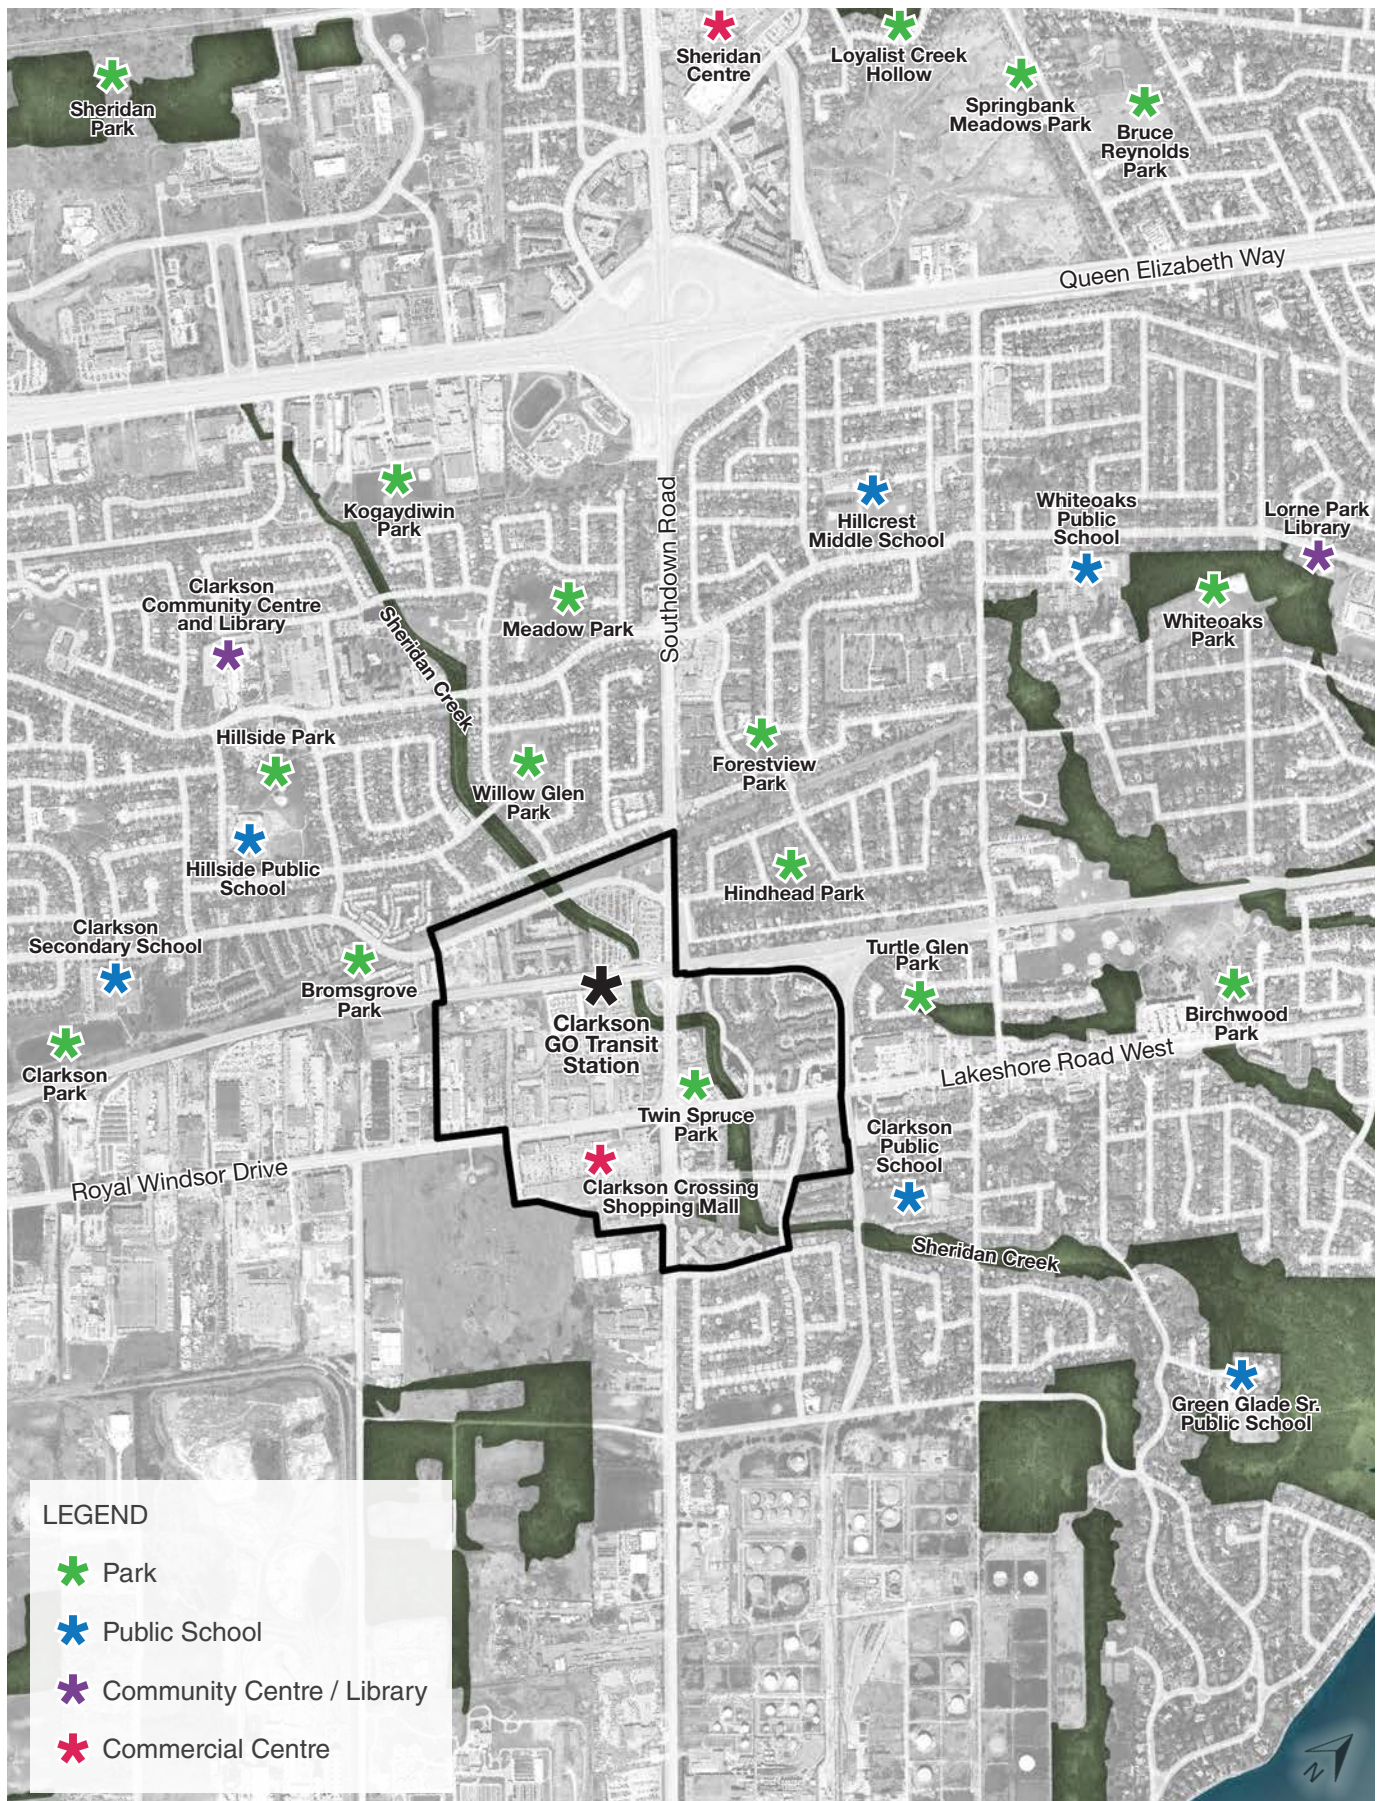 Sheridan
Centre
Loyalist Creek
Hollow
Sheridan
Park
Springbank
Meadows Park
Bruce
Reynolds
Park
Queen Elizabeth Way
Kogaydiwin
Park
Southdown Road
Hillcrest
Middle School
Whiteoaks
Public
School
Lorne Park
Library
Clarkson
Community Centre
and Library
Sheridan Creek
Meadow Park
Whiteoaks
Park
Hillside Park
Willow Glen
Park
Forestview
Park
Hillside Public
School
Hindhead Park
Clarkson
Secondary School
Bromsgrove
Park
Turtle Glen
Park
Birchwood
Park
Clarkson
GO Transit
Station
Clarkson
Park
Lakeshore Road West
Twin Spruce
Park
Clarkson
Public
School
Royal Windsor Drive
Clarkson Crossing
Shopping Mall
Sheridan Creek
Green Glade Sr.
Public School
LEGEND
Park
Public School
Community Centre / Library
Commercial Centre
N